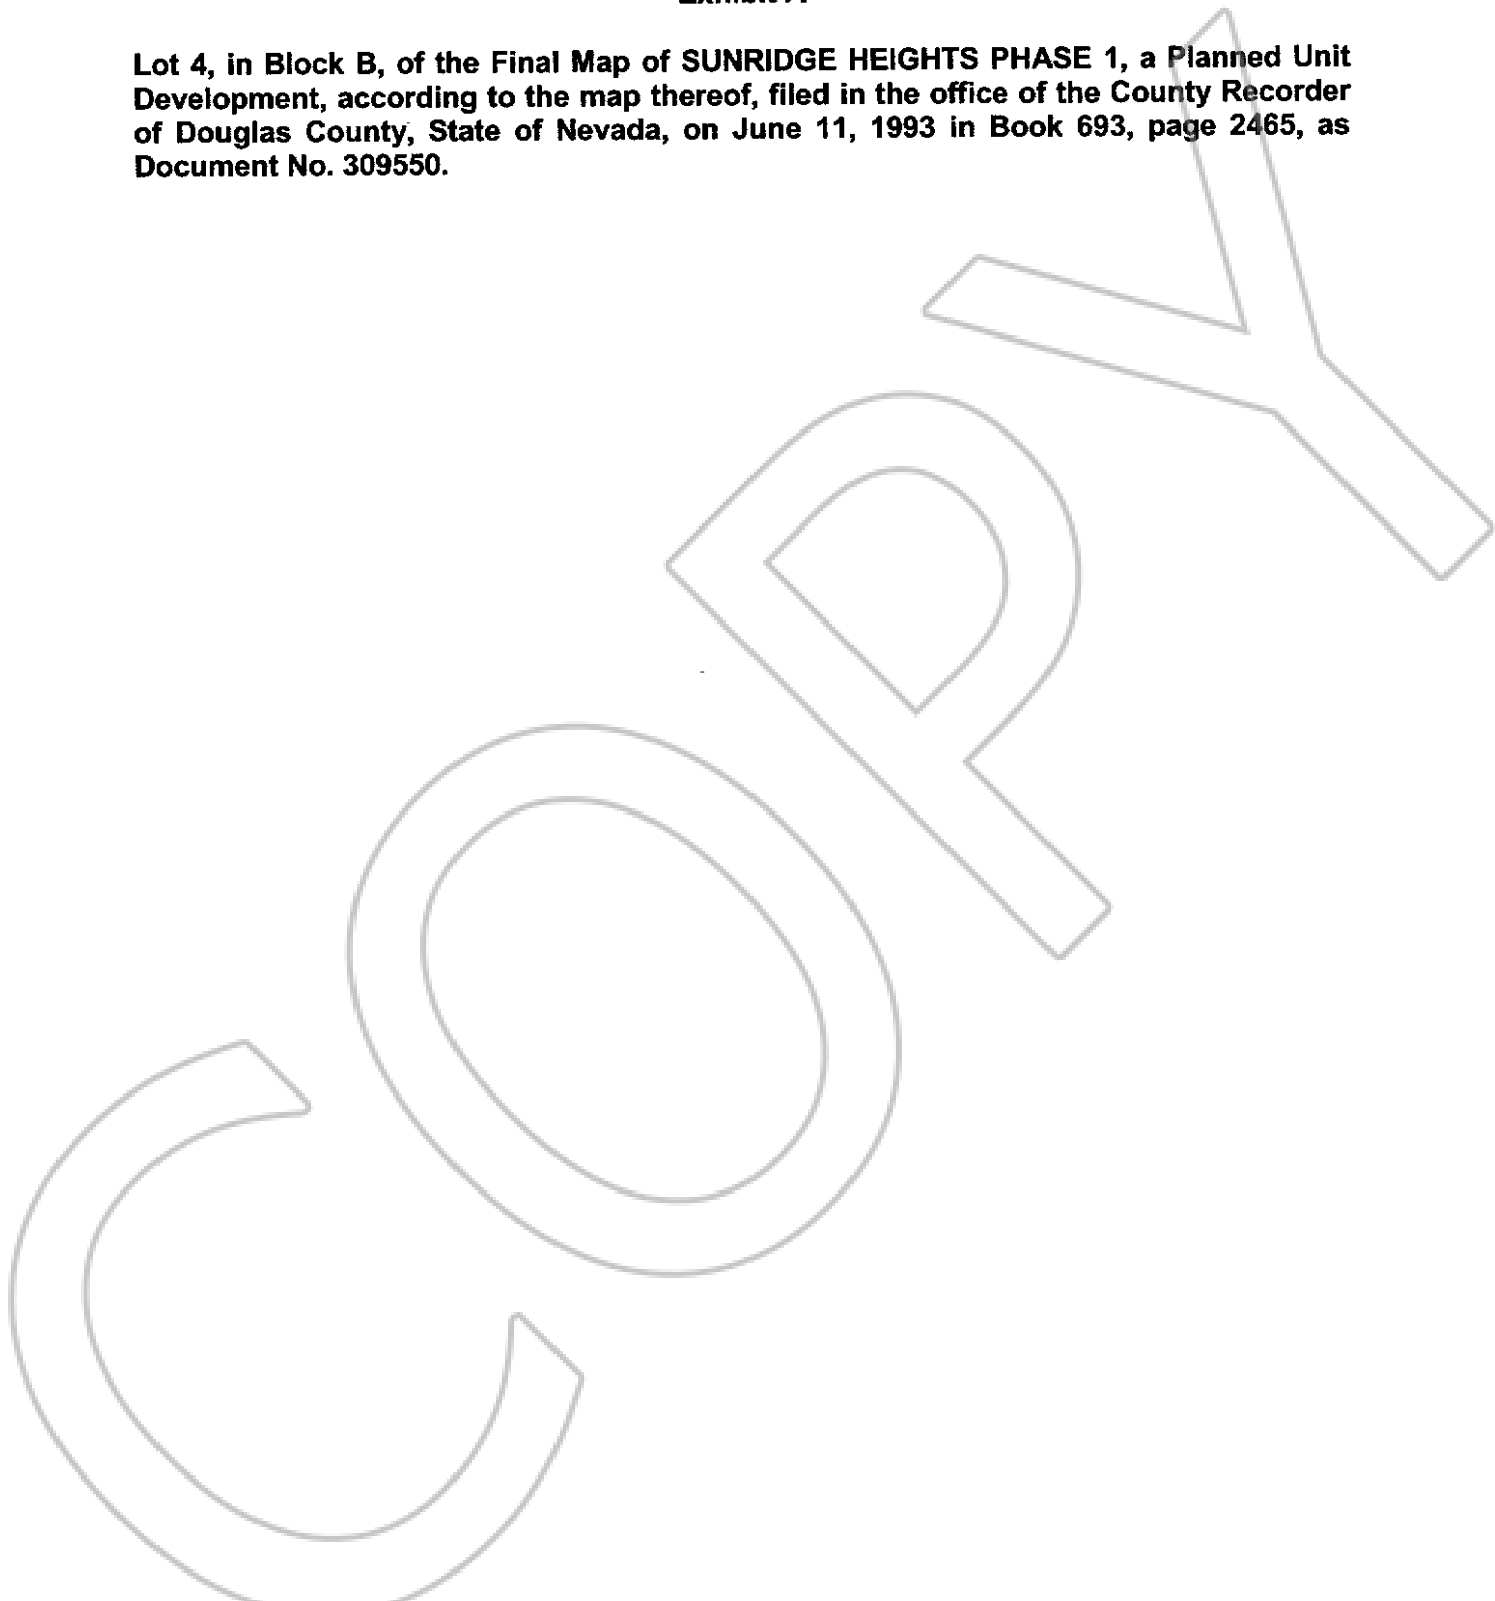 Lot 4, in Block B, of the Final Map of SUNRIDGE HEIGHTS PHASE 1, a Planned Unit
Development, according to the map thereof, filed in the office of the County Recorder
of Douglas County, State of Nevada, on June 11, 1993 in Book 693, page 2465, as
Document No. 309550.
COPY